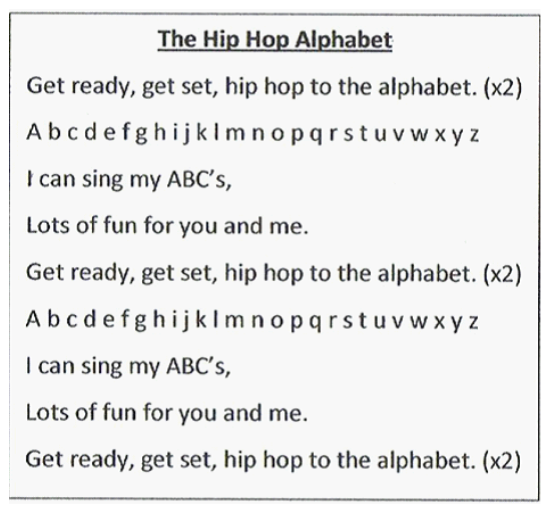 The Hip Hop Alphabet
Get ready, get set, hip hop to the alphabet. (x2)
A b c d e f g h i j k l m n o p q r s t u v w x y z
I can sing my ABC's,
Lots of fun for you and me.
Get ready, get set, hip hop to the alphabet. (x2)
A b c d e f g h i j k l m n o p q r s t u v w x y z
I can sing my ABC's,
Lots of fun for you and me.
Get ready, get set, hip hop to the alphabet. (x2)